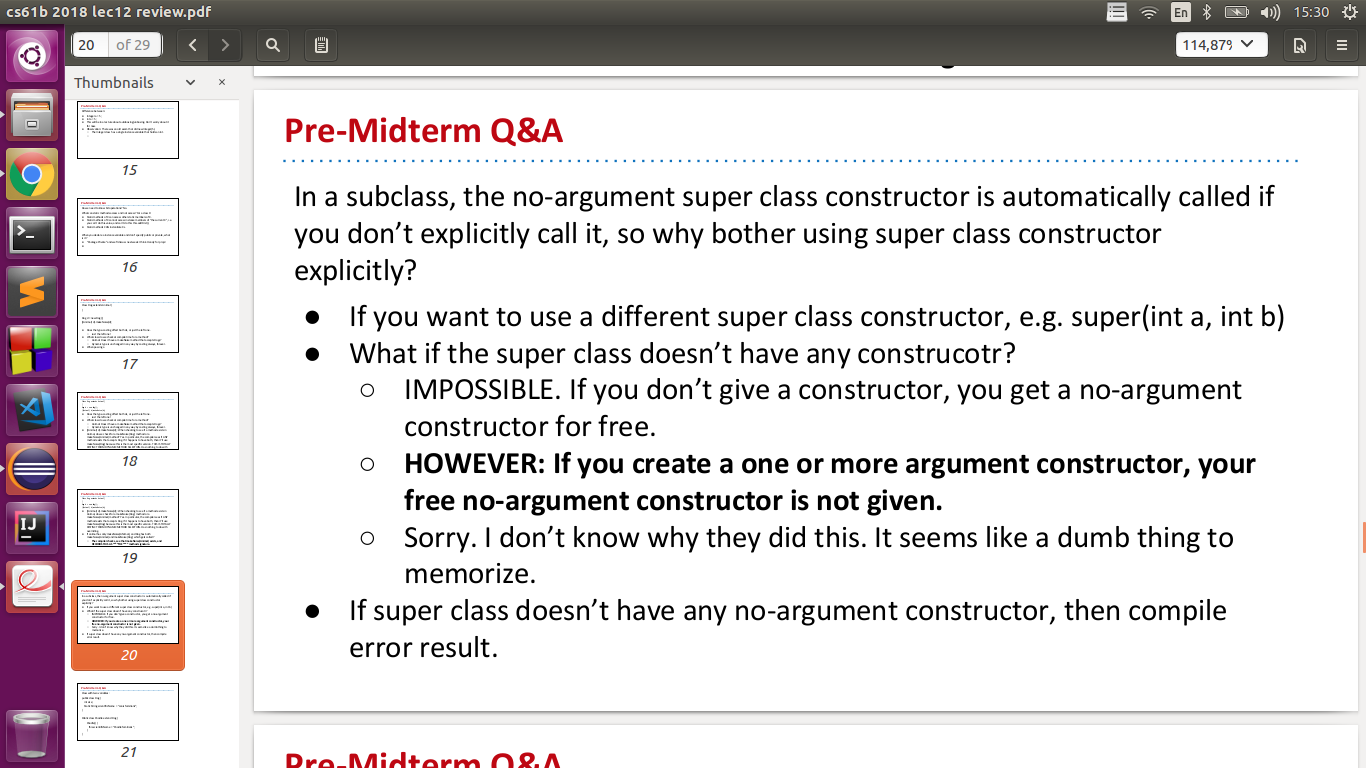 cs61b 2018 lec12 review.pdf
En
15:30
20 of 29
114,87%
Thumbnails
15
16
17
18
19
20
21
Pre-Midterm Q&A
In a subclass, the no-argument super class constructor is automatically called if
you don’t explicitly call it, so why bother using super class constructor
explicitly?
● If you want to use a different super class constructor, e.g. super(int a, int b)
● What if the super class doesn’t have any construcotr?
○ IMPOSSIBLE. If you don’t give a constructor, you get a no-argument
constructor for free.
○ HOWEVER: If you create a one or more argument constructor, your
free no-argument constructor is not given.
○ Sorry. I don’t know why they did this. It seems like a dumb thing to
memorize.
● If super class doesn’t have any no-argument constructor, then compile
error result.
Pre-Midterm Q&A